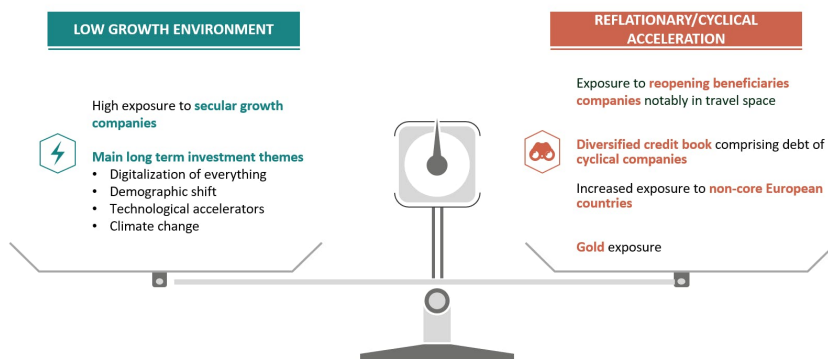 LOW GROWTH ENVIRONMENT
High exposure to secular growth
companies
Main long term investment themes
• Digitalization of everything
• Demographic shift
• Technological accelerators
• Climate change
REFLATIONARY/CYCLICAL
ACCELERATION
Exposure to reopening beneficiaries
companies notably in travel space
Diversified credit book comprising debt of
cyclical companies
Increased exposure to non-core European
countries
Gold exposure